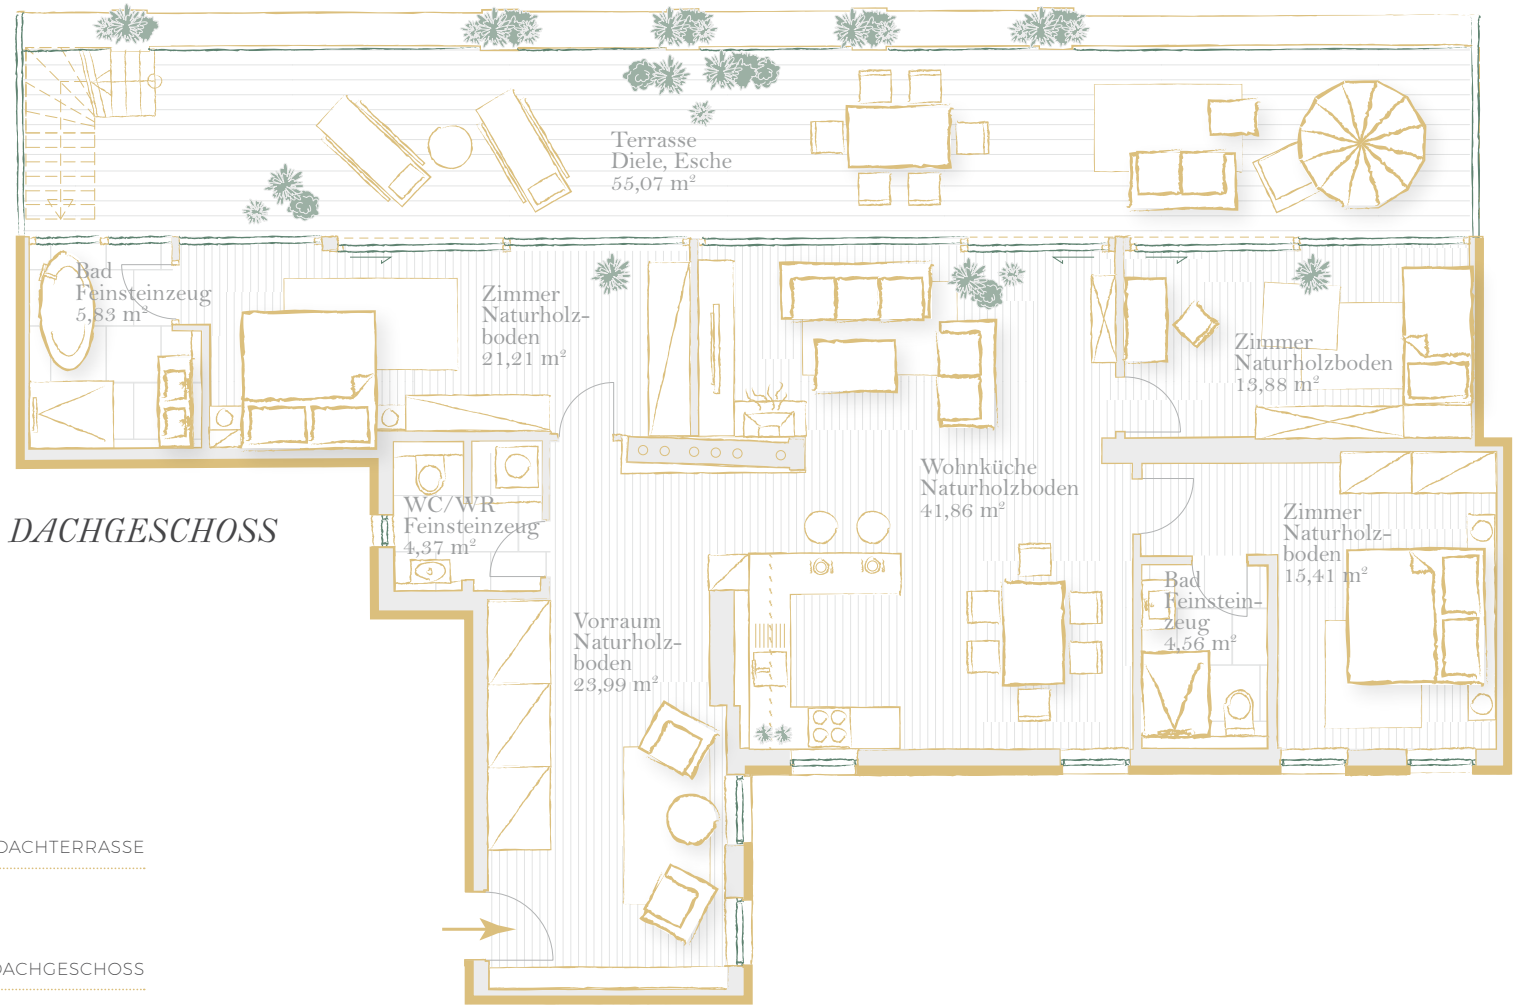 Terrasse
Diele, Esche
55,07 m²
Bad
Feinsteinzeug
5,83 m²
Zimmer
Naturholz-
boden
21,21 m²
Zimmer
Naturholzboden
13,88 m²
Wohnküche
Naturholzboden
41,86 m²
WC/WR
Feinsteinzeug
4,37 m²
DACHGESCHOSS
Zimmer
Naturholz-
boden
15,41 m²
Bad
Feinstein-
zeug
4,56 m²
Vorraum
Naturholz-
boden
23,99 m²
DACHTERRASSE
DACHGESCHOSS